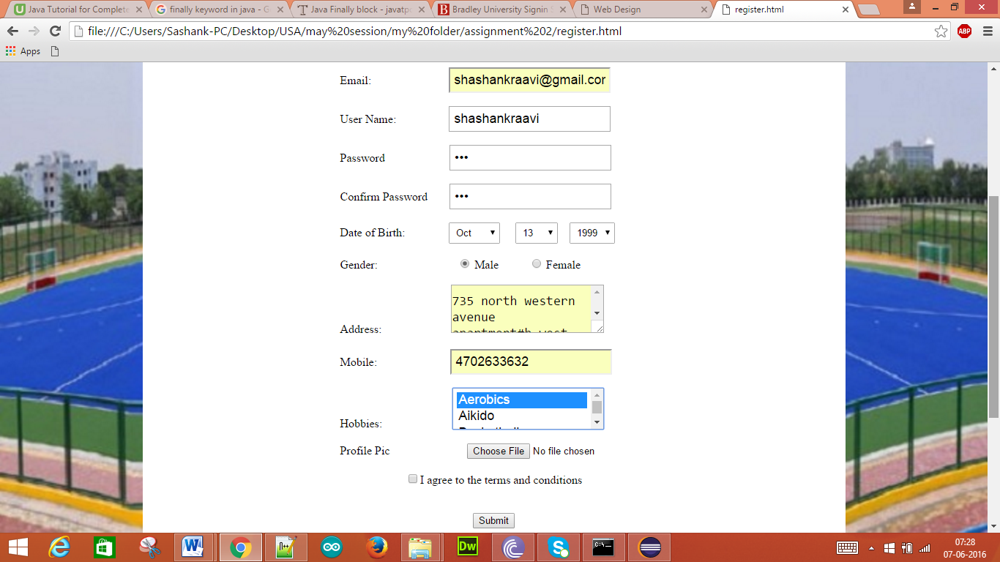 Java Tutorial for Complete
finally keyword in java - G
Java Finally block - javatp
Bradley University Signin S
Web Design
register.html
file:///C:/Users/Sashank-PC/Desktop/USA/may%20session/my%20folder/assignment%202/register.html
ABP
Apps
Email: shashankraavi@gmail.com
User Name: shashankraavi
Password •••
Confirm Password •••
Date of Birth: Oct 13 1999
Gender: Male Female
735 north western
avenue
apartment#b west
Address:
Mobile: 4702633632
Aerobics
Aikido
Hobbies:
Profile Pic Choose File No file chosen
I agree to the terms and conditions
Submit
07:28
07-06-2016